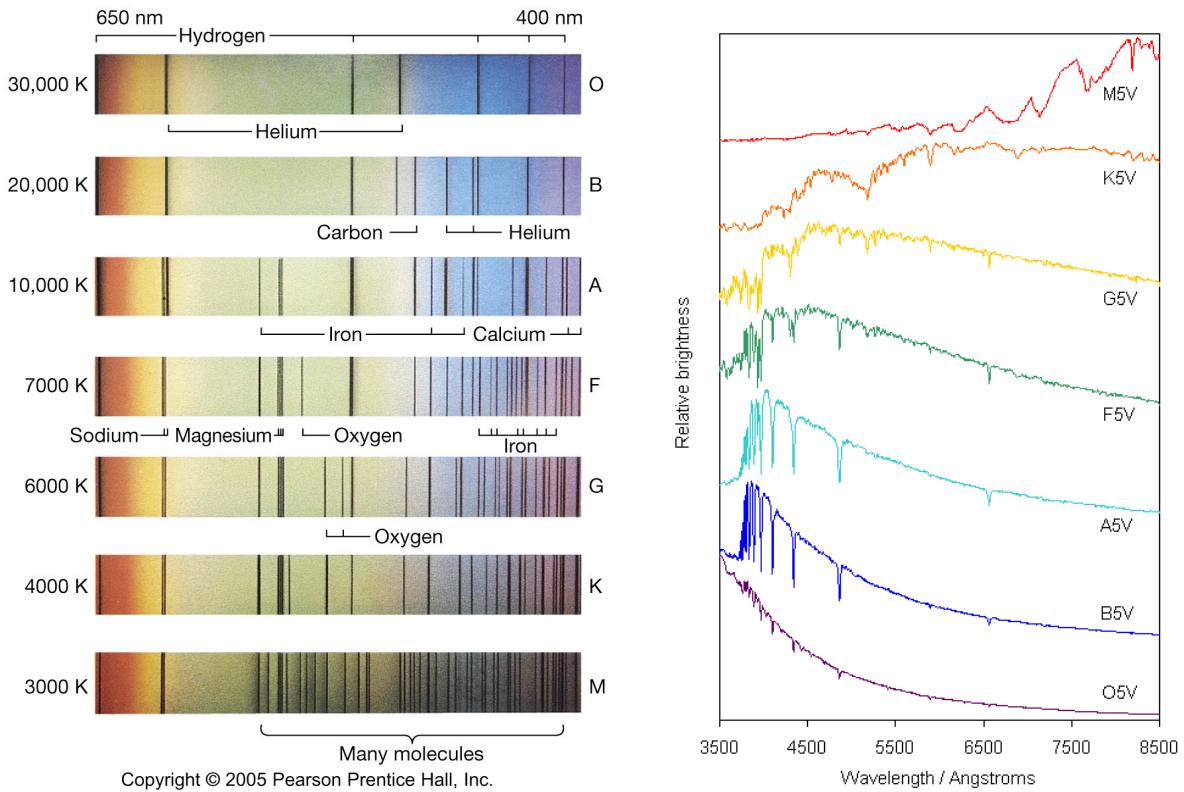 650 nm
400 nm
Hydrogen
30,000 K
O
Helium
20,000 K
B
Carbon
Helium
10,000 K
A
Iron
Calcium
7000 K
F
Sodium
Magnesium
Oxygen
Iron
6000 K
G
Oxygen
4000 K
K
3000 K
M
Many molecules
Copyright © 2005 Pearson Prentice Hall, Inc.
Relative brightness
M5V
K5V
G5V
F5V
A5V
B5V
O5V
3500 4500 5500 6500 7500 8500
Wavelength / Angstroms